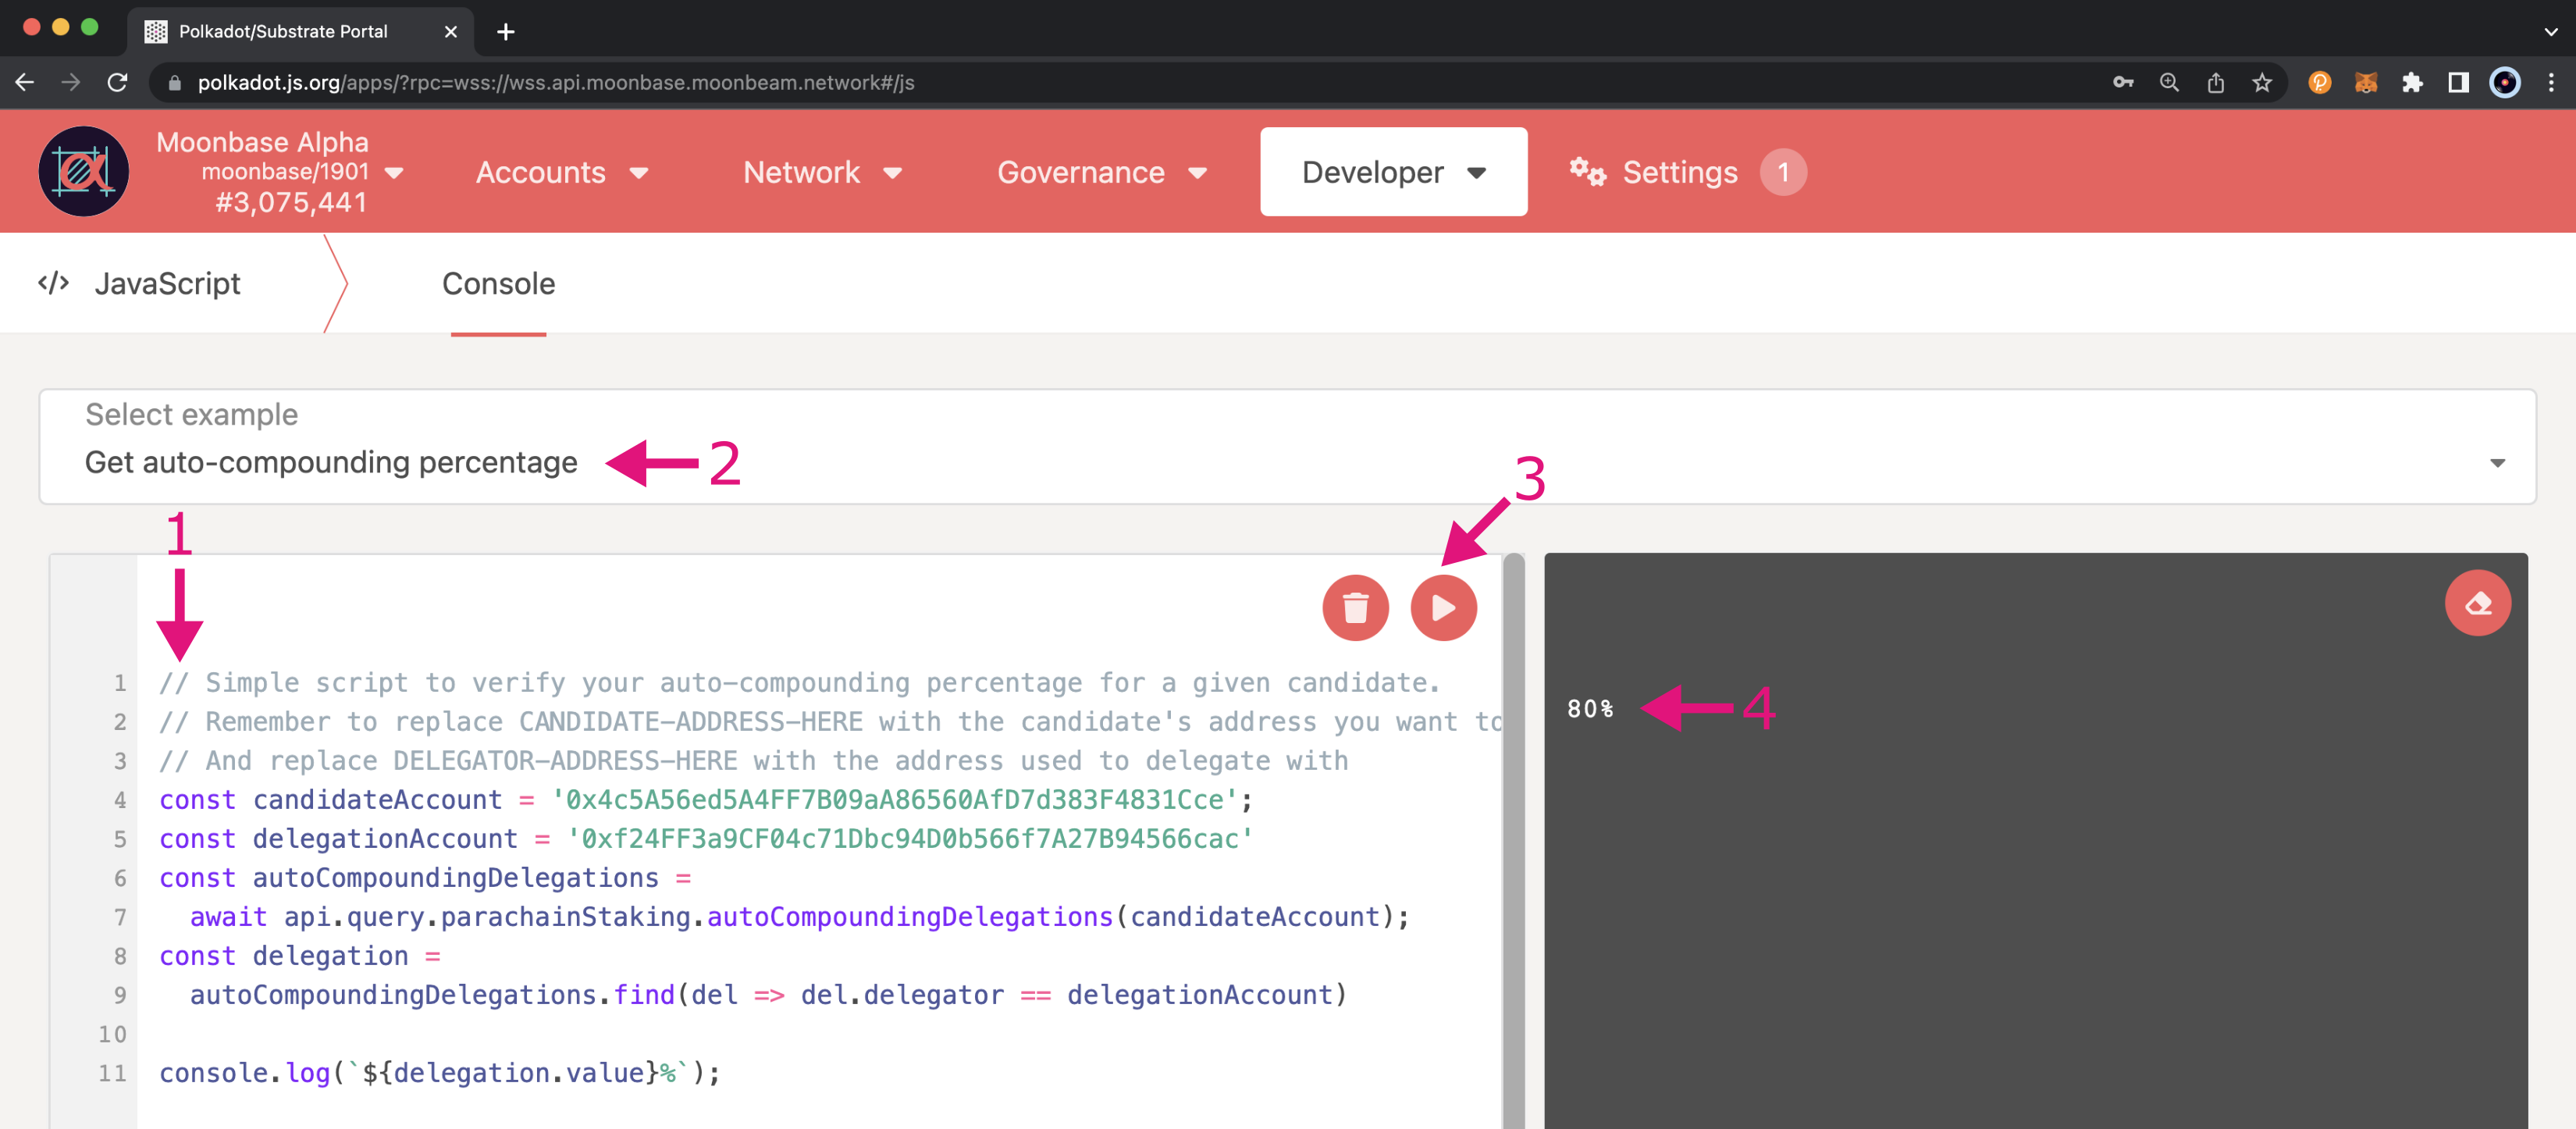 Polkadot/Substrate Portal
polkadot.js.org/apps/?rpc=wss://wss.api.moonbase.moonbeam.network#/js
Moonbase Alpha
moonbase/1901
#3,075,441
Accounts
Network
Governance
Developer
Settings
1
</> JavaScript
Console
Select example
Get auto-compounding percentage
2
3
1
1 // Simple script to verify your auto-compounding percentage for a given candidate.
2 // Remember to replace CANDIDATE-ADDRESS-HERE with the candidate's address you want to
3 // And replace DELEGATOR-ADDRESS-HERE with the address used to delegate with
4 const candidateAccount = '0x4c5A56ed5A4FF7B09aA86560AfD7d383F4831Cce';
5 const delegationAccount = '0xf24FF3a9CF04c71Dbc94D0b566f7A27B94566cac'
6 const autoCompoundingDelegations =
7 await api.query.parachainStaking.autoCompoundingDelegations(candidateAccount);
8 const delegation =
9 autoCompoundingDelegations.find(del => del.delegator == delegationAccount)
10
11 console.log(`${delegation.value}%`);
80%
4